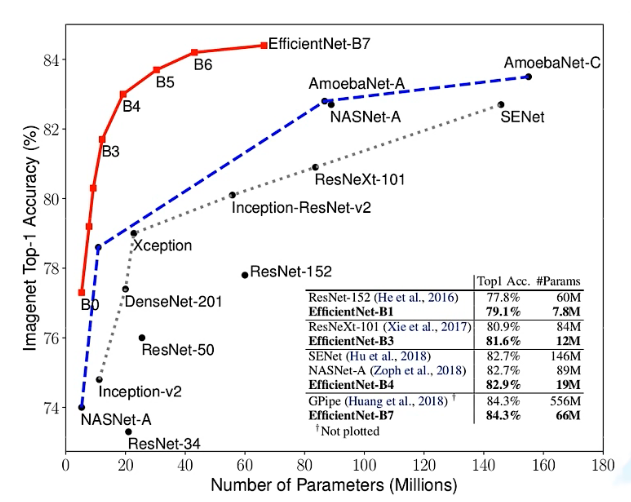 84
82
80
78
76
74
0
20
40
60
80
100
120
140
160
180
Number of Parameters (Millions)
Imagenet Top-1 Accuracy (%)
EfficientNet-B7
B6
B5
B4
B3
B0
AmoebaNet-C
AmoebaNet-A
NASNet-A
SENet
ResNeXt-101
Inception-ResNet-v2
Xception
ResNet-152
DenseNet-201
ResNet-50
Inception-v2
NASNet-A
ResNet-34
Top1 Acc. #Params
ResNet-152 (He et al., 2016) 77.8% 60M
EfficientNet-B1 79.1% 7.8M
ResNeXt-101 (Xie et al., 2017) 80.9% 84M
EfficientNet-B3 81.6% 12M
SENet (Hu et al., 2018) 82.7% 146M
NASNet-A (Zoph et al., 2018) 82.7% 89M
EfficientNet-B4 82.9% 19M
GPipe (Huang et al., 2018) † 84.3% 556M
EfficientNet-B7 84.3% 66M
†Not plotted